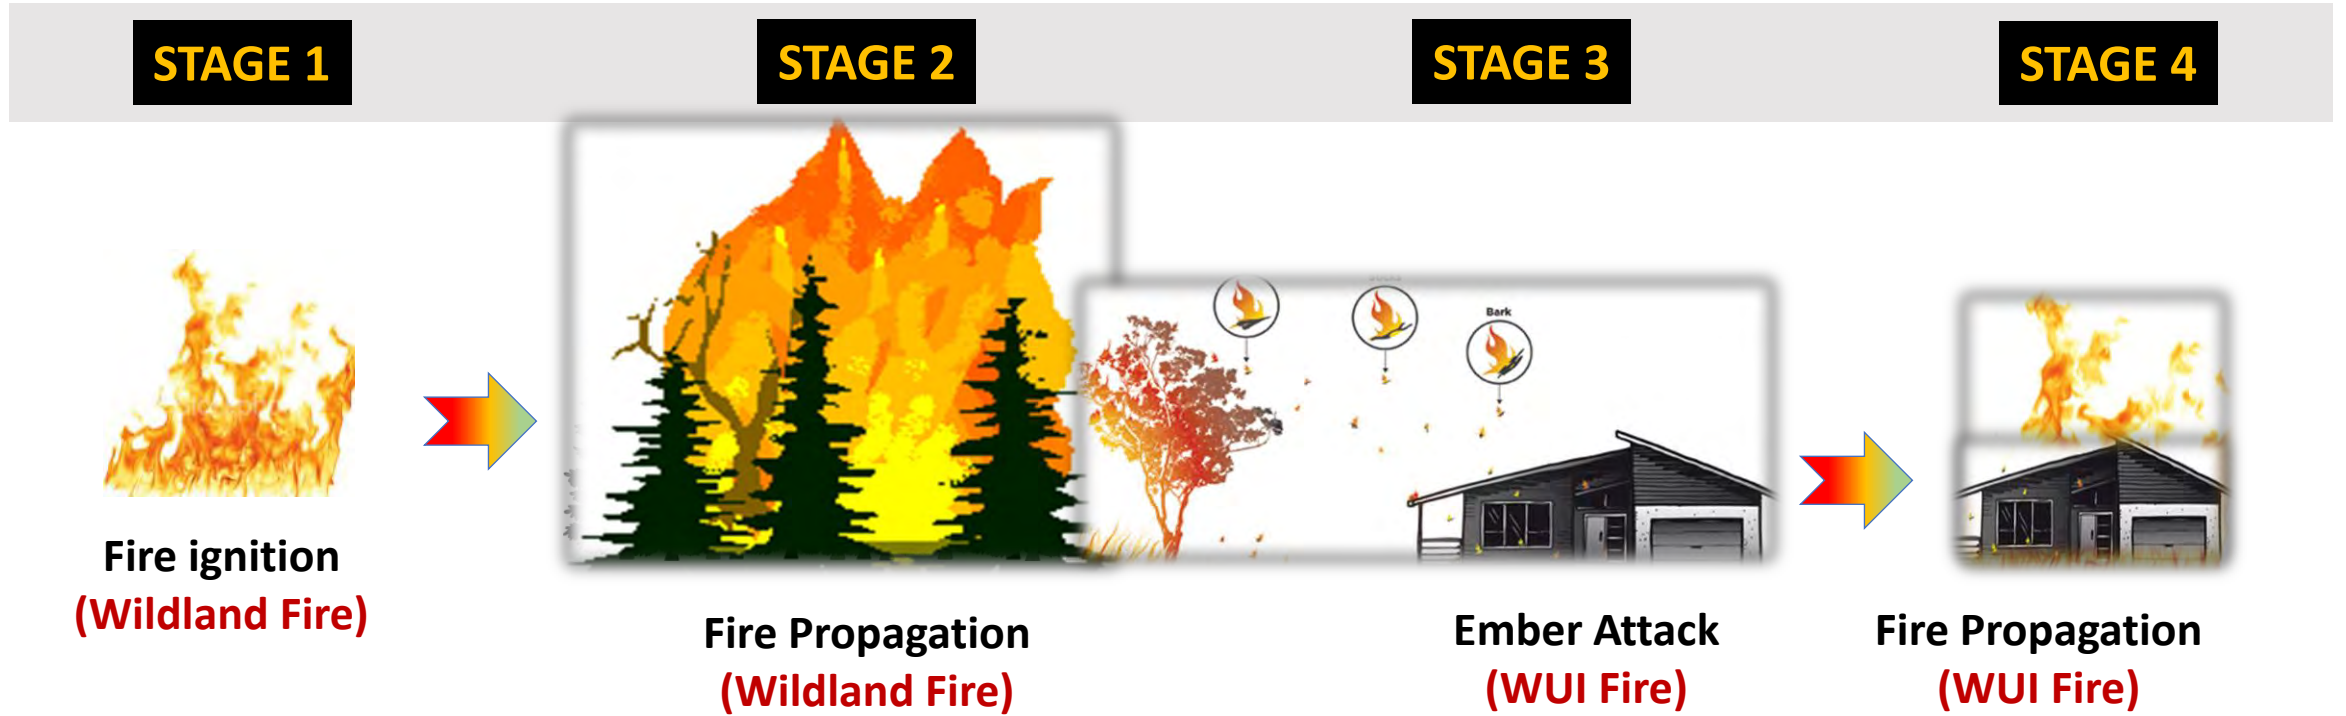 STAGE 1
STAGE 2
STAGE 3
STAGE 4
Bark
Fire ignition
(Wildland Fire)
Fire Propagation
(Wildland Fire)
Ember Attack
(WUI Fire)
Fire Propagation
(WUI Fire)